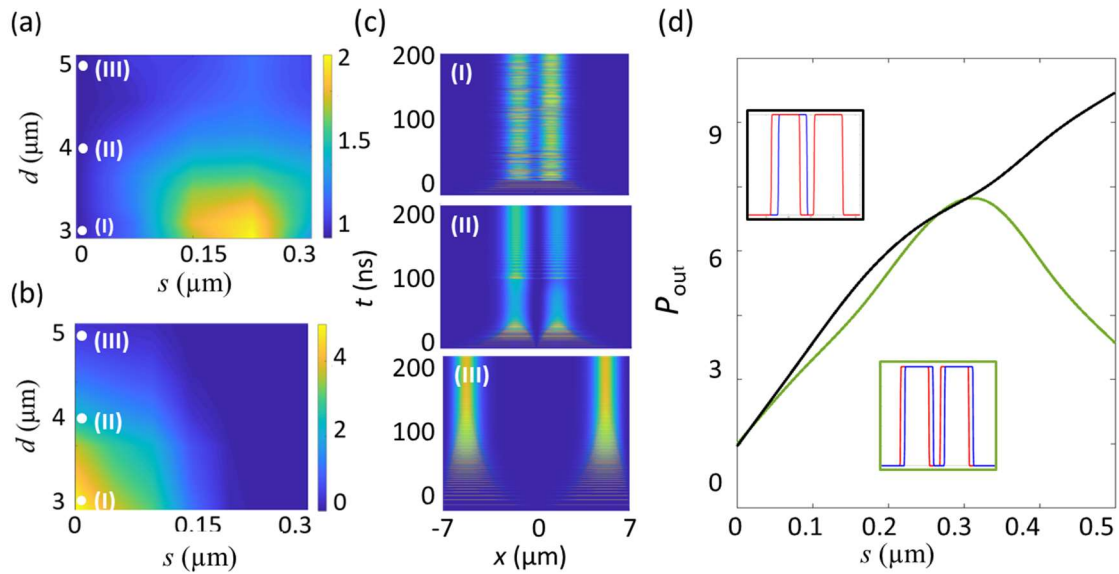 (a)
5
4
3
d (μm)
(III)
(II)
(I)
0
0.15
0.3
s (μm)
2
1.5
1
(b)
5
4
3
d (μm)
(III)
(II)
(I)
0
0.15
0.3
s (μm)
4
2
0
(c)
200
100
0
(I)
200
100
0
(II)
200
100
0
(III)
t (ns)
-7
0
7
x (μm)
(d)
9
6
3
0
Pout
0
0.1
0.2
0.3
0.4
0.5
s (μm)